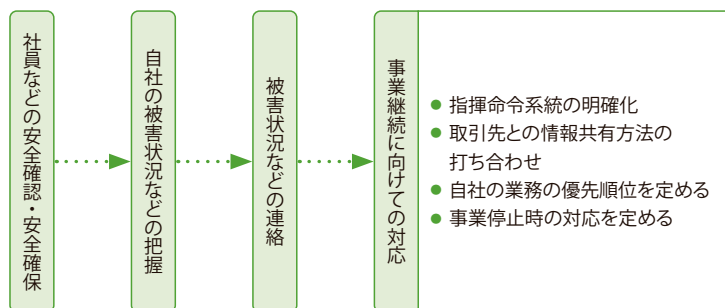 社員などの安全確認・安全確保
自社の被害状況などの把握
被害状況などの連絡
事業継続に向けての対応
● 指揮命令系統の明確化
● 取引先との情報共有方法の
打ち合わせ
● 自社の業務の優先順位を定める
● 事業停止時の対応を定める